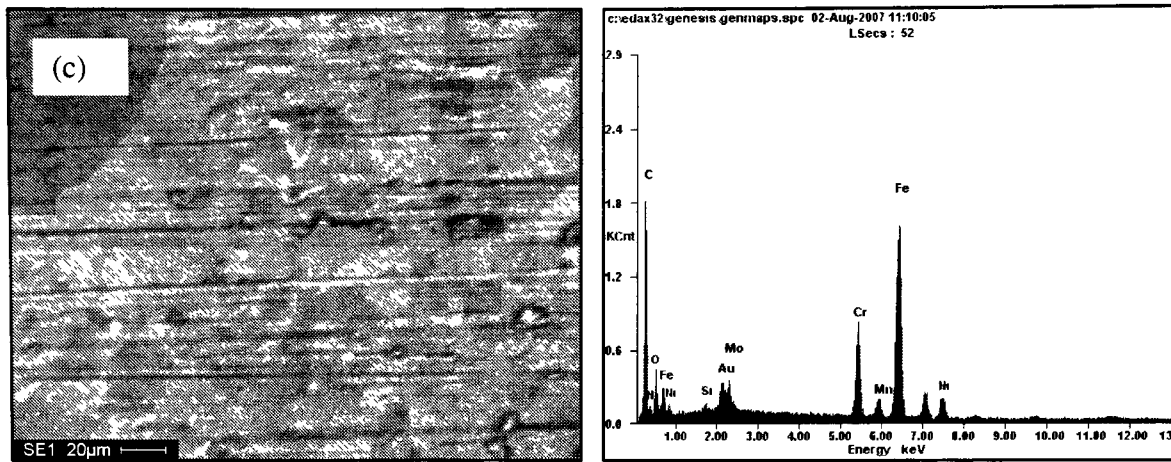 (c)
SE1 20µm
c:\edax32\genesis\genmaps.spc 02-Aug-2007 11:10:05
LSecs : 52
2.9
2.4
1.8
KCnt
1.2
0.6
0.0
C
O
Fe
Ni
Si
Au
Mo
Cr
Mn
Fe
Ni
1.00 2.00 3.00 4.00 5.00 6.00 7.00 8.00 9.00 10.00 11.00 12.00 13.0
Energy keV